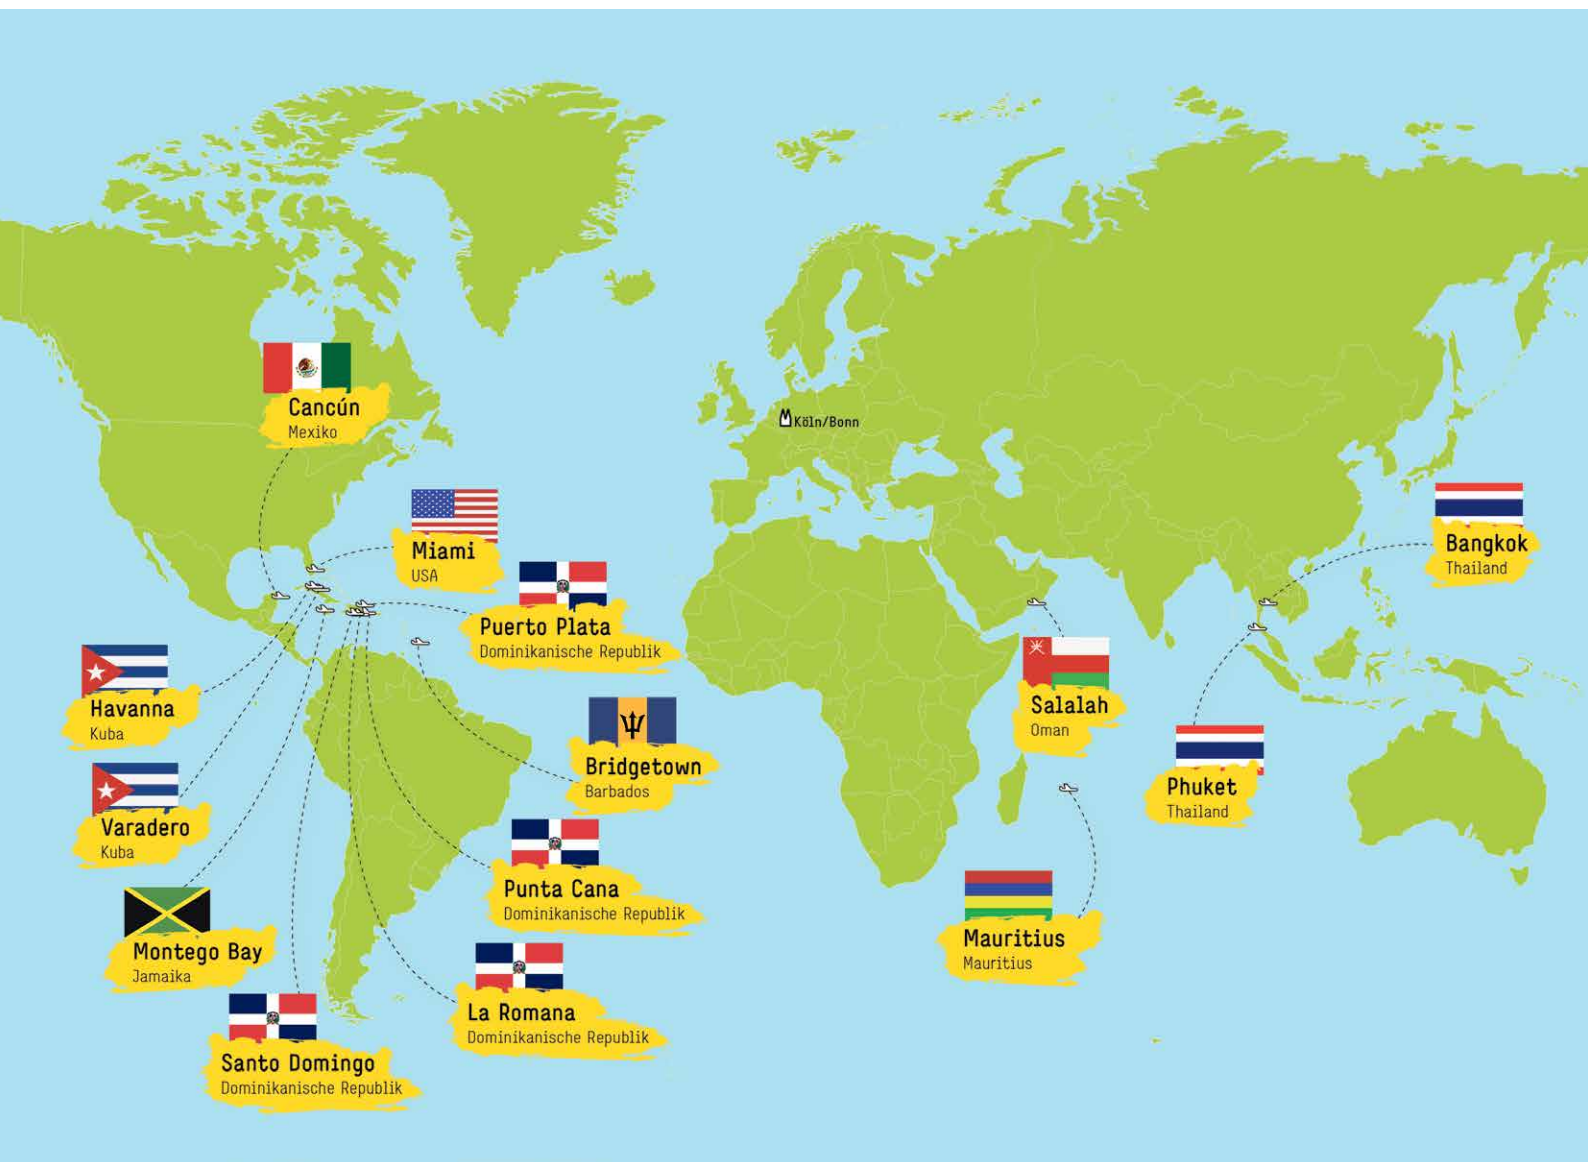 Cancún
Mexiko
Köln/Bonn
Miami
USA
Bangkok
Thailand
Puerto Plata
Dominikanische Republik
Havanna
Kuba
Salalah
Oman
Bridgetown
Barbados
Phuket
Thailand
Varadero
Kuba
Punta Cana
Dominikanische Republik
Montego Bay
Jamaika
Mauritius
Mauritius
La Romana
Dominikanische Republik
Santo Domingo
Dominikanische Republik